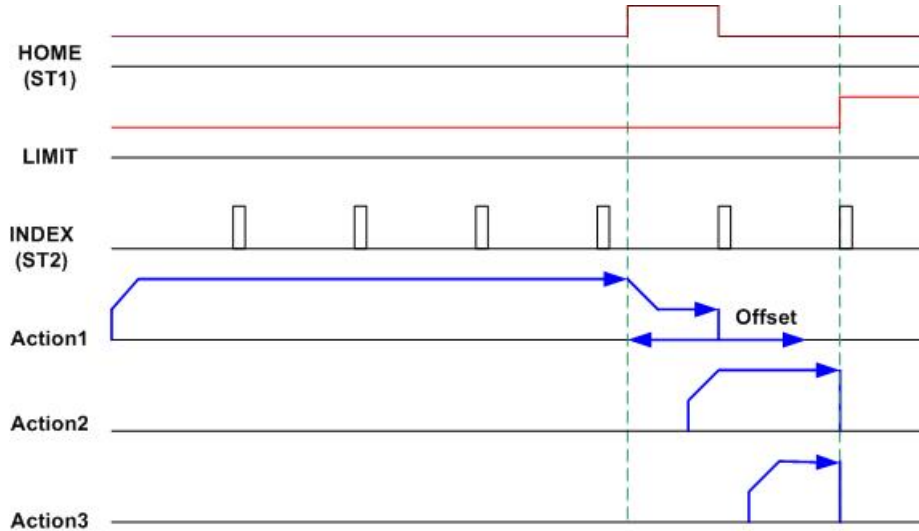 HOME
(ST1)
LIMIT
INDEX
(ST2)
Action1
Offset
Action2
Action3